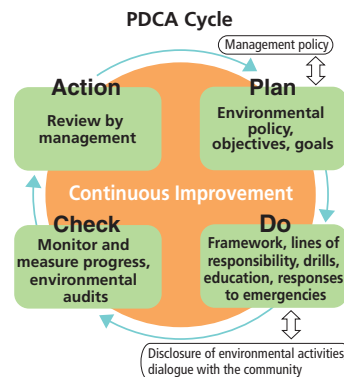 PDCA Cycle
Management policy
Action
Review by
management
Plan
Environmental
policy,
objectives, goals
Continuous Improvement
Check
Monitor and
measure progress,
environmental
audits
Do
Framework, lines of
responsibility, drills,
education, responses
to emergencies
Disclosure of environmental activities
dialogue with the community